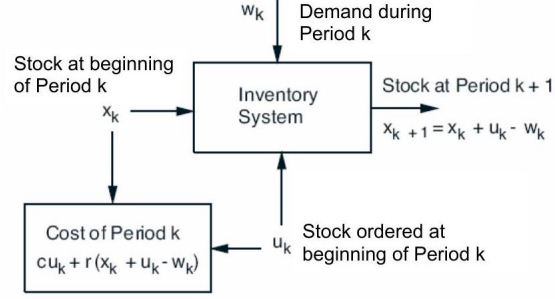 w_k
Demand during
Period k
Stock at beginning
of Period k
x_k
Inventory
System
Stock at Period k + 1
x_{k+1} = x_k + u_k - w_k
Cost of Period k
cu_k + r(x_k + u_k - w_k)
u_k
Stock ordered at
beginning of Period k